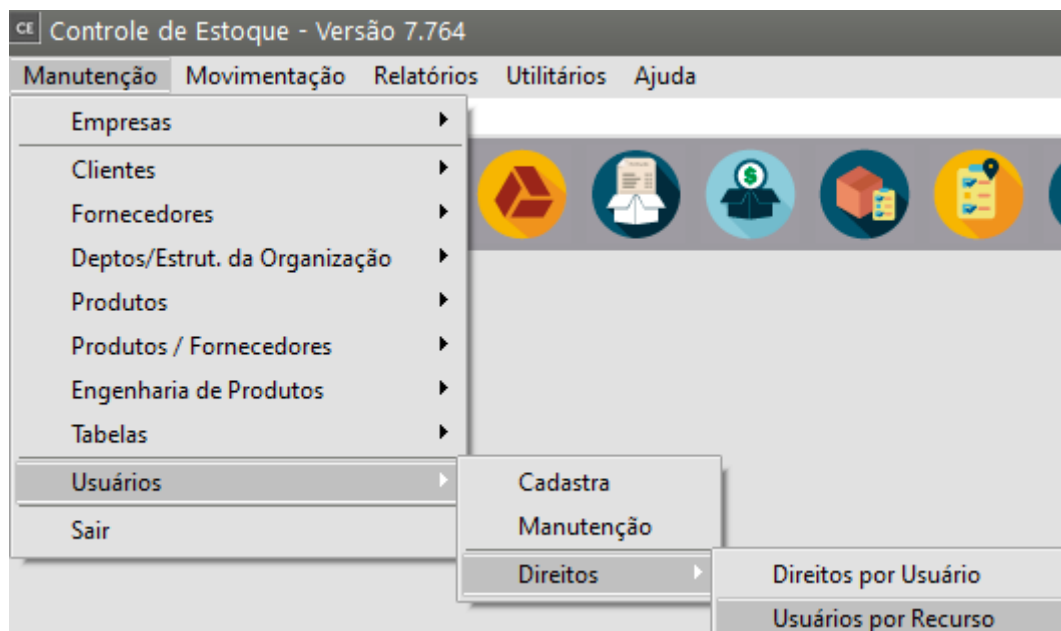 CE Controle de Estoque - Versão 7.764
Manutenção Movimentação Relatórios Utilitários Ajuda
Empresas
Clientes
Fornecedores
Deptos/Estrut. da Organização
Produtos
Produtos / Fornecedores
Engenharia de Produtos
Tabelas
Usuários
Sair
Cadastra
Manutenção
Direitos
Direitos por Usuário
Usuários por Recurso